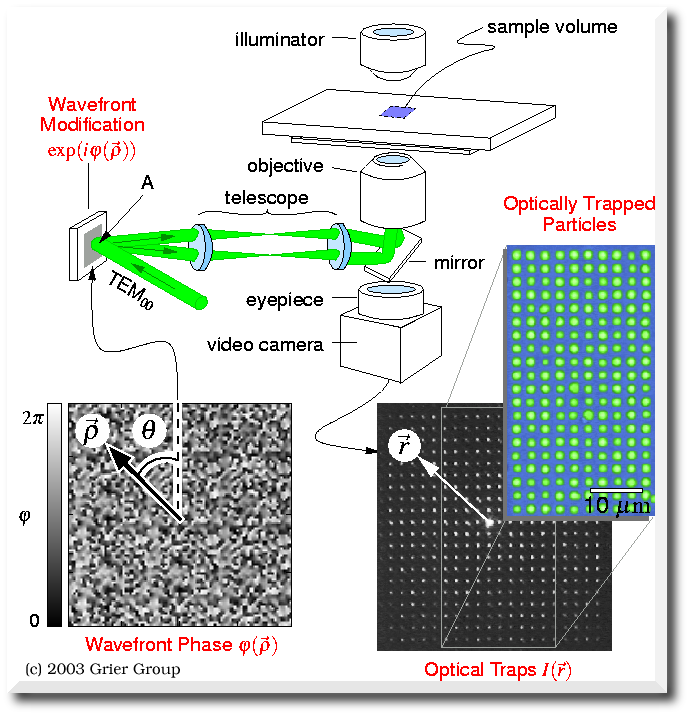 illuminator
sample volume
Wavefront
Modification
exp(iφ(ρ⃗))
A
objective
telescope
Optically Trapped
Particles
mirror
TEM₀₀
eyepiece
video camera
2π
ρ⃗
θ
r⃗
10 μm
φ
0
Wavefront Phase φ(ρ⃗)
Optical Traps I(r⃗)
(c) 2003 Grier Group